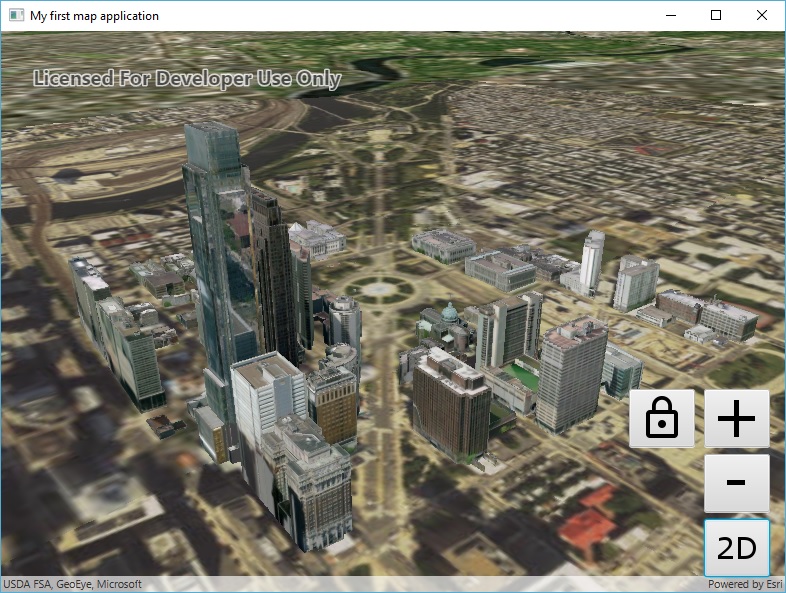 My first map application
Licensed For Developer Use Only
+
-
2D
USDA FSA, GeoEye, Microsoft
Powered by Esri